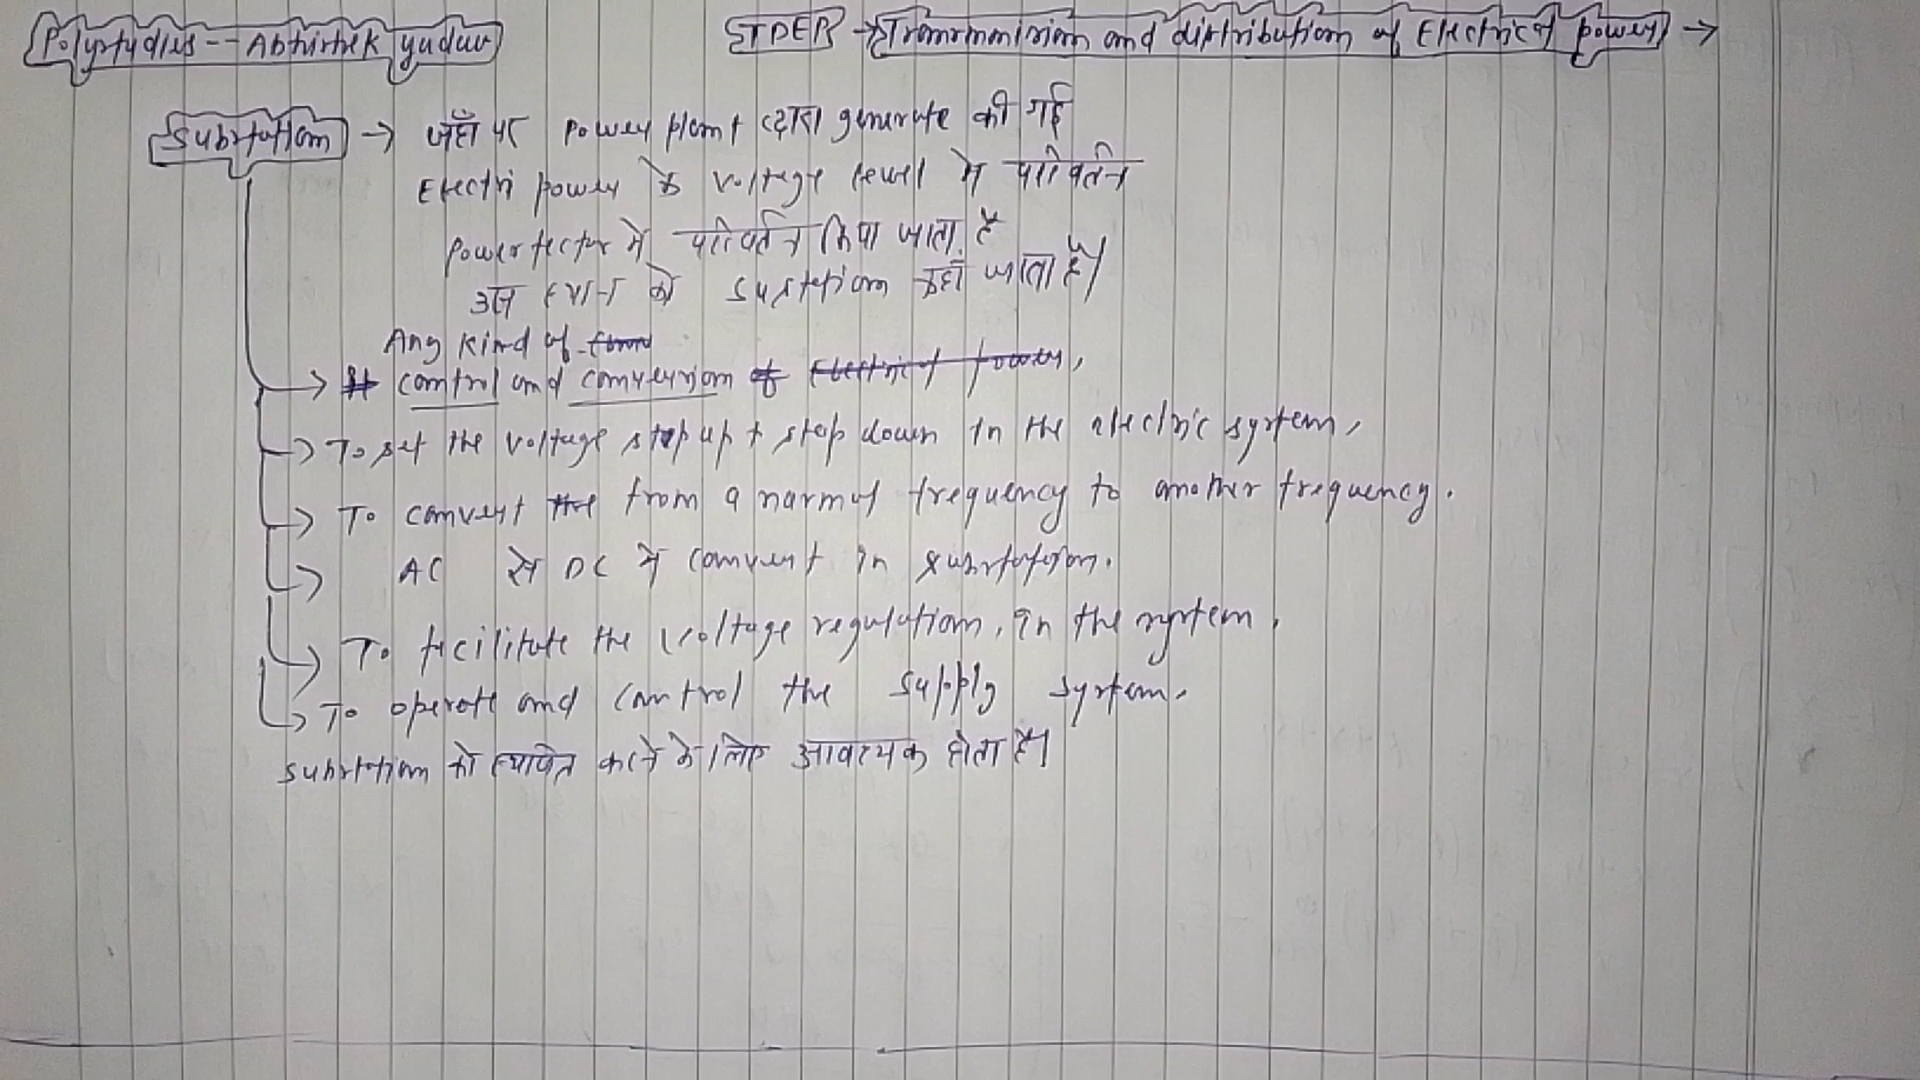 Polystudies -- Abhishek yadav
TDEP → Transmission and distribution of Electrical power →
Substation → जहाँ पर power plant द्वारा generate की गई
Electri power के voltage level मे परिवर्तन
power fector मे परिवर्तन किया जाता है
उस स्थान को Substation कहाँ जाता है।
Any kind of
control and conversion
→ To set the voltage step up + step down in the electric system,
→ To convert from a normal frequency to another frequency.
→ AC से DC मे convert in substation.
→ To ficilitate the voltage regulation, in the system,
→ To operate and control the supply system.
substation को स्थापित करने के लिए आवश्यक होता है।